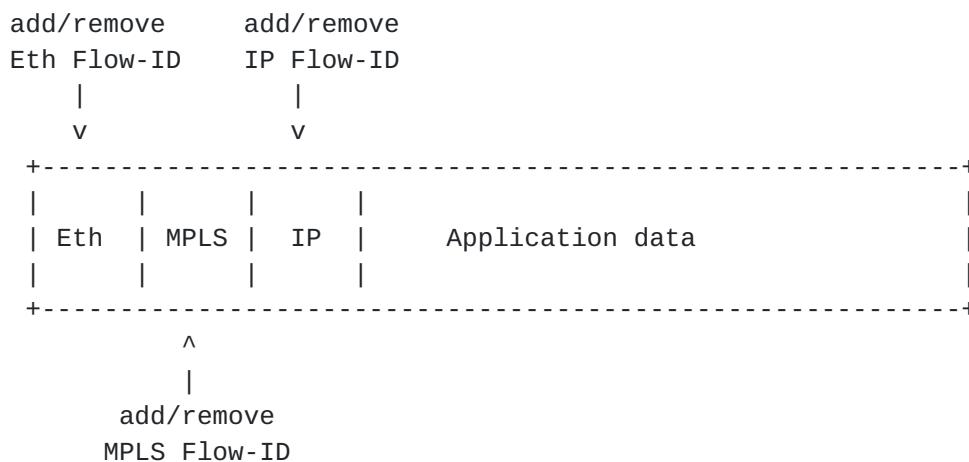 add/remove     add/remove
Eth Flow-ID    IP Flow-ID
Eth MPLS IP Application data
add/remove
MPLS Flow-ID